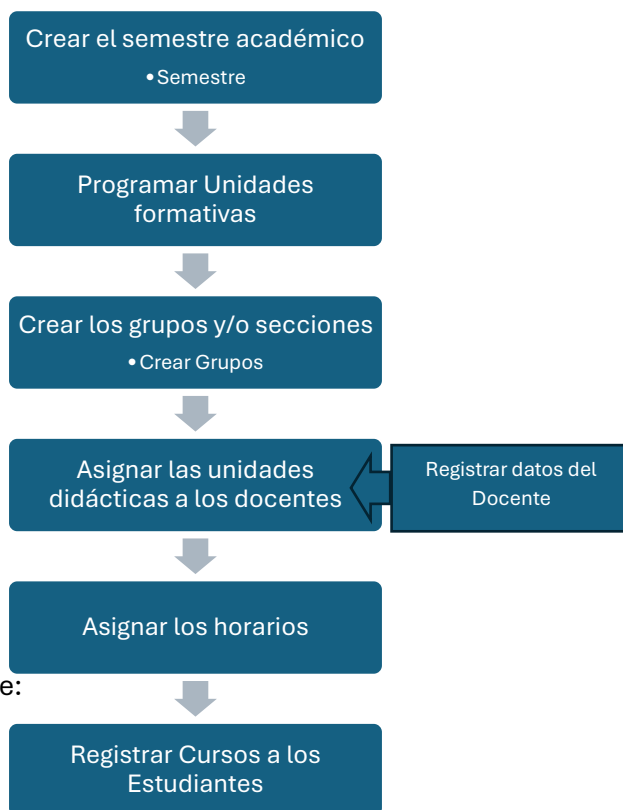 Crear el semestre académico
• Semestre
Programar Unidades
formativas
Crear los grupos y/o secciones
• Crear Grupos
Asignar las unidades
didácticas a los docentes
Registrar datos del
Docente
Asignar los horarios
e:
Registrar Cursos a los
Estudiantes